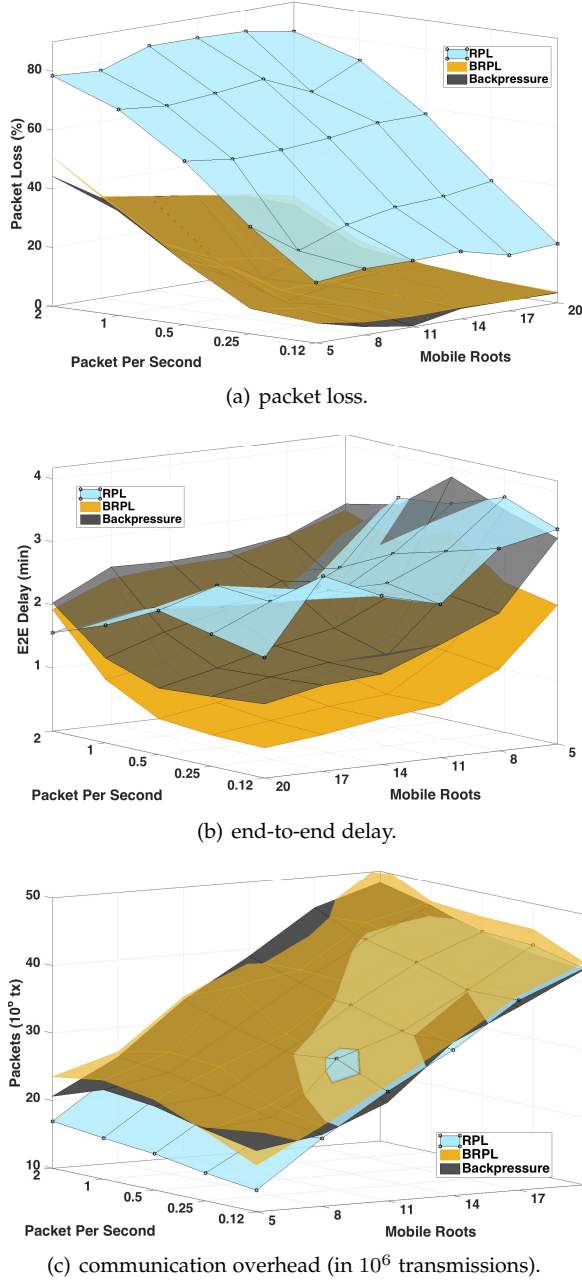 RPL
BRPL
Backpressure
Packet Loss (%)
80
60
40
20
0
2
1
0.5
0.25
0.12
5
8
11
14
17
20
Packet Per Second
Mobile Roots
(a) packet loss.
RPL
BRPL
Backpressure
E2E Delay (min)
4
3
2
1
2
1
0.5
0.25
0.12
20
17
14
11
8
5
Packet Per Second
Mobile Roots
(b) end-to-end delay.
Packets (10⁶ tx)
50
40
30
20
10
2
1
0.5
0.25
0.12
5
8
11
14
17
RPL
BRPL
Backpressure
Packet Per Second
Mobile Roots
(c) communication overhead (in 10⁶ transmissions).